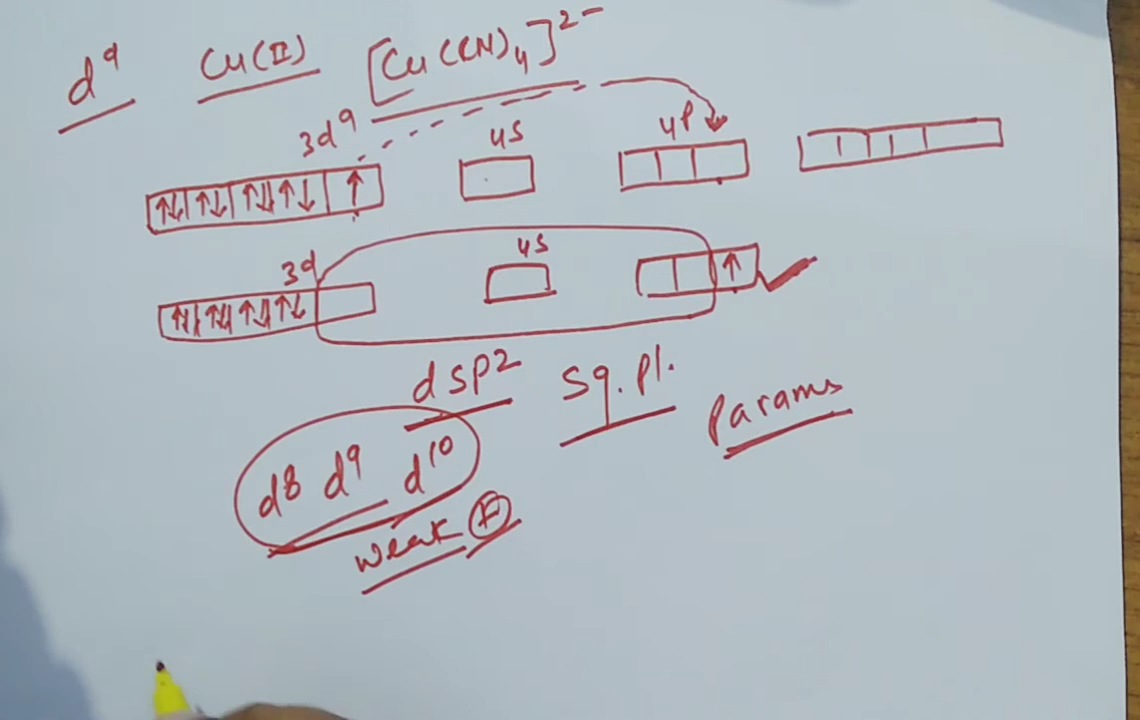 d⁹ Cu(II) [Cu(CN)₄]²⁻
3d⁹ 4s 4p
↑↓ ↑↓ ↑↓ ↑↓ ↑
3d 4s
↑↓ ↑↓ ↑↓ ↑↓ ↑
dsp² Sq. pl. Params
d8 d⁹ d¹⁰
weak F